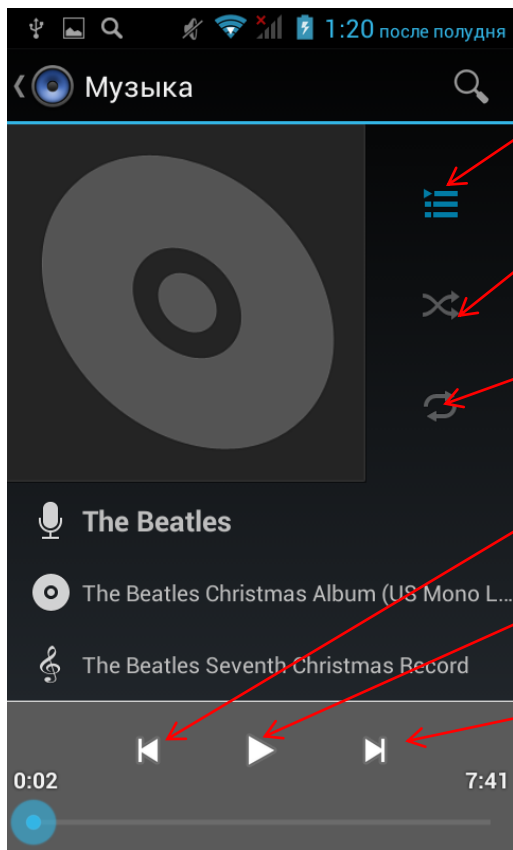 1:20 после полудня
Музыка
The Beatles
The Beatles Christmas Album (US Mono L...
The Beatles Seventh Christmas Record
0:02 7:41